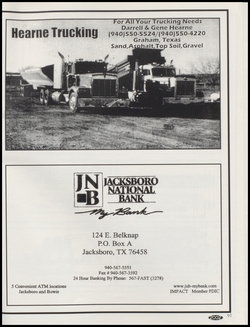 For All Your Trucking Needs
Darrell & Gene Hearne
(940)550-5524/(940)550-4220
Graham, Texas
Sand,Asphalt,Top Soil,Gravel
Hearne Trucking
JNB
JACKSBORO
NATIONAL
BANK
My Bank
124 E. Belknap
P.O. Box A
Jacksboro, TX 76458
940-567-5551
Fax # 940-567-5592
24 Hour Banking By Phone: 567-FAST (3278)
5 Convenient ATM locations
Jacksboro and Bowie
www.jnb-mybank.com
IMPACT Member FDIC